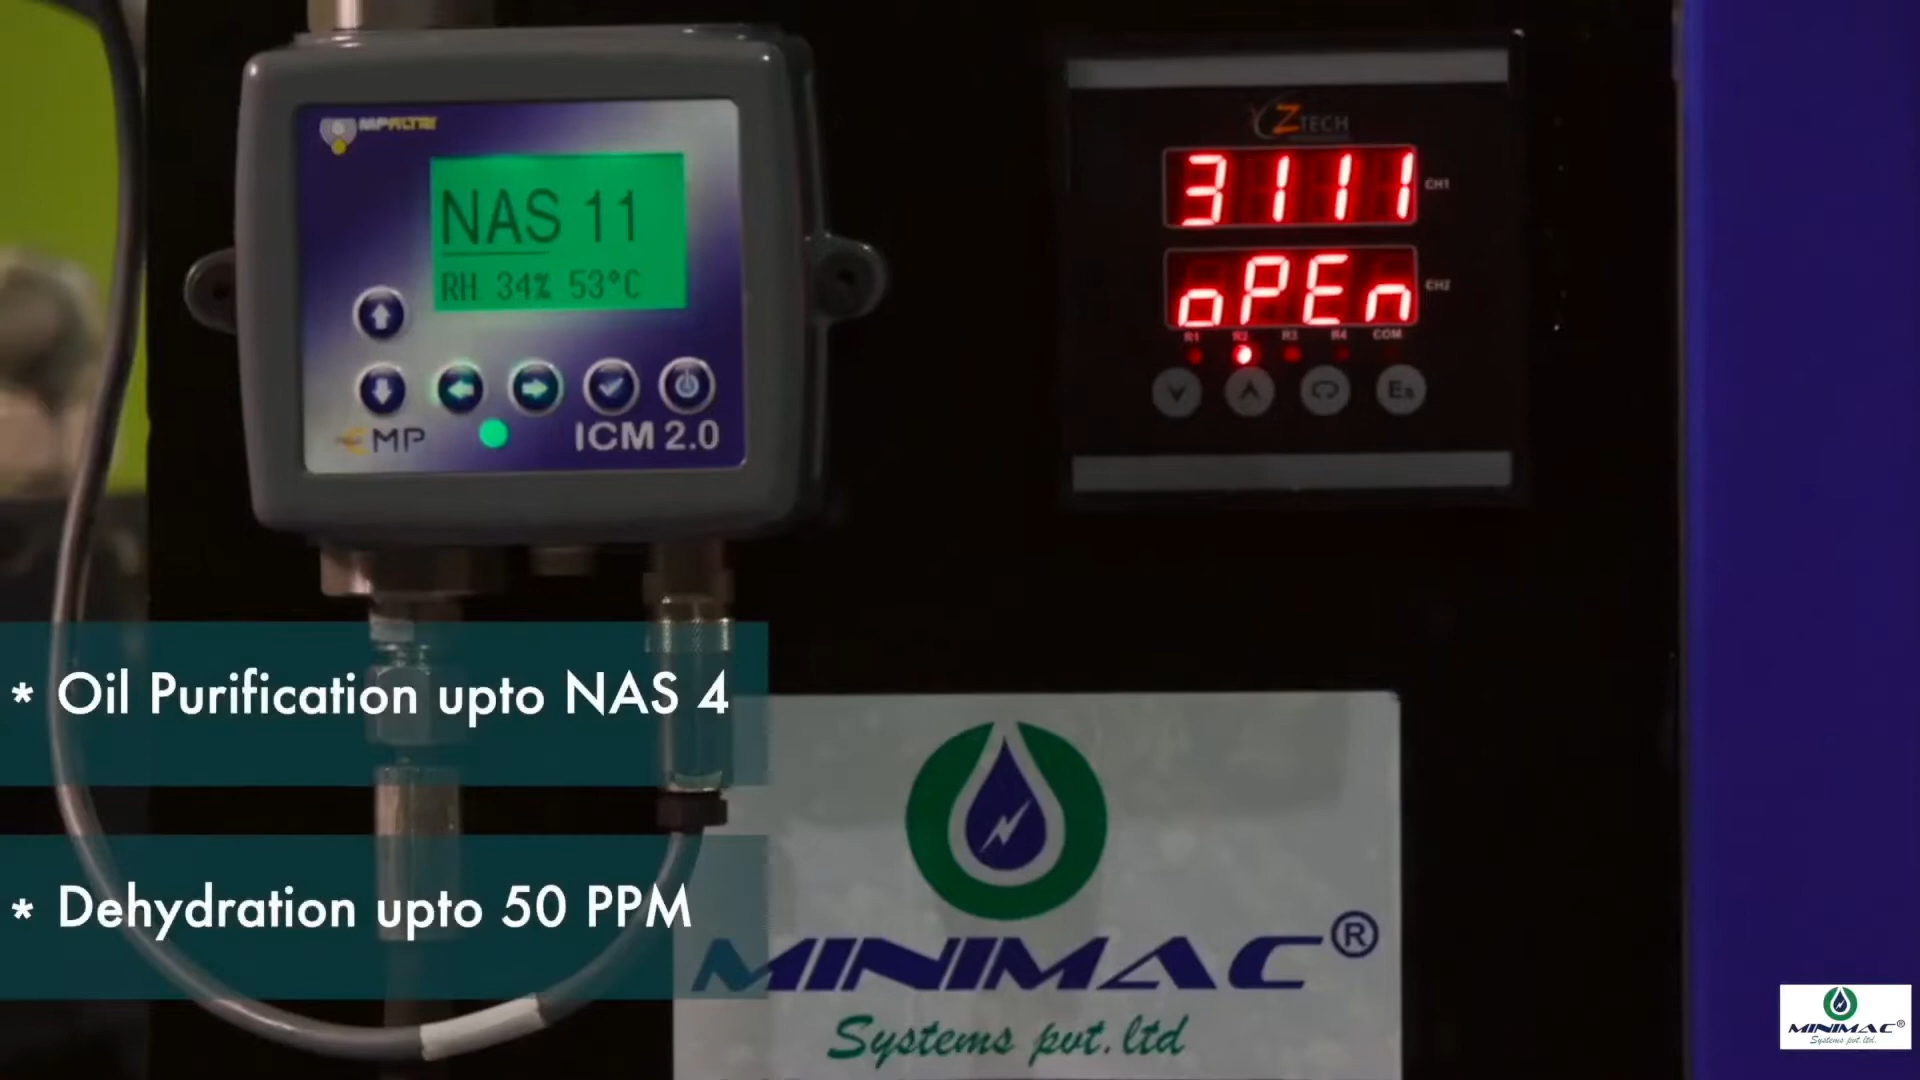 MPFILTRI
NAS 11
RH 34% 53°C
MP
ICM 2.0
ZTECH
3111
CH1
oPEn
CH2
R1 R2 R3 R4 COM
* Oil Purification upto NAS 4
* Dehydration upto 50 PPM
MINIMAC®
Systems pvt.ltd
MINIMAC®
Systems pvt.ltd.